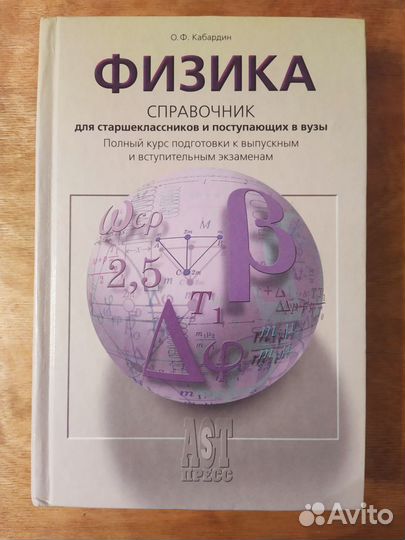 О.Ф. Кабардин
ФИЗИКА
СПРАВОЧНИК
для старшеклассников и поступающих в вузы
Полный курс подготовки к выпускным
и вступительным экзаменам
ωср
M
2,5
β
T₁
Δ
Δφ
AST
ПРЕСС
Avito